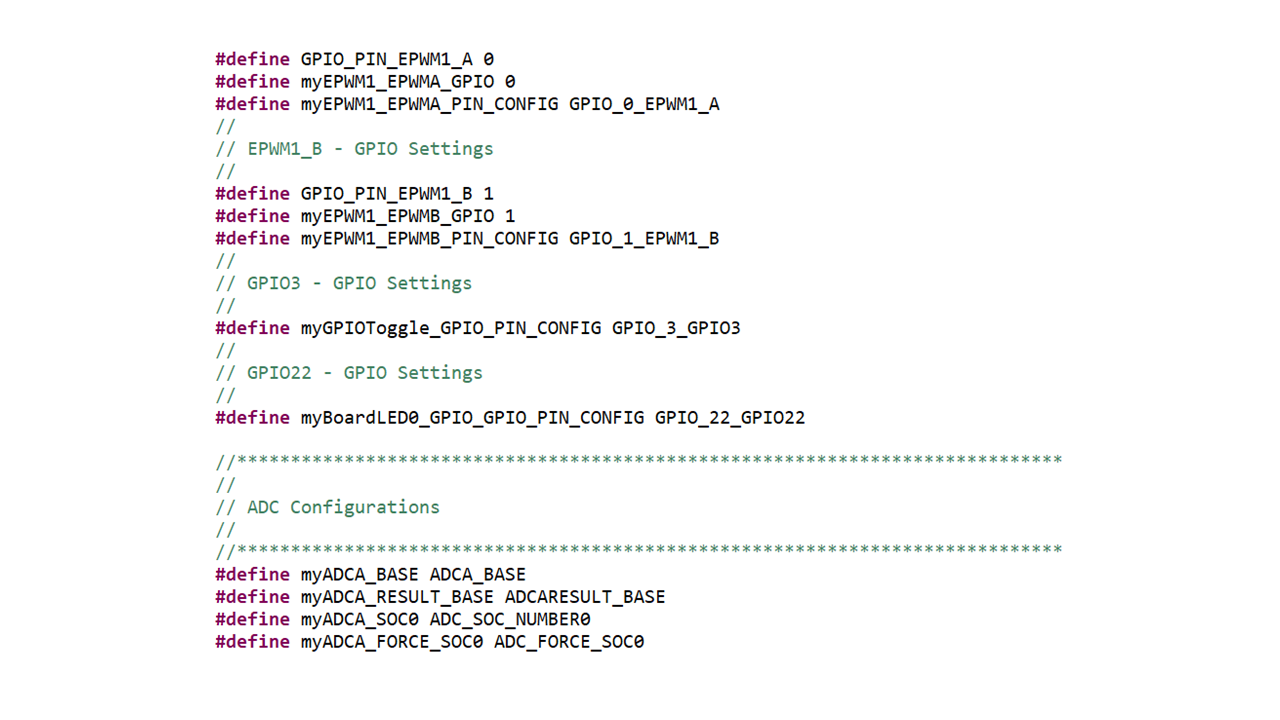 #define GPIO_PIN_EPWM1_A 0
#define myEPWM1_EPWMA_GPIO 0
#define myEPWM1_EPWMA_PIN_CONFIG GPIO_0_EPWM1_A
//
// EPWM1_B - GPIO Settings
//
#define GPIO_PIN_EPWM1_B 1
#define myEPWM1_EPWMB_GPIO 1
#define myEPWM1_EPWMB_PIN_CONFIG GPIO_1_EPWM1_B
//
// GPIO3 - GPIO Settings
//
#define myGPIOToggle_GPIO_PIN_CONFIG GPIO_3_GPIO3
//
// GPIO22 - GPIO Settings
//
#define myBoardLED0_GPIO_GPIO_PIN_CONFIG GPIO_22_GPIO22
//*****************************************************************************
//
// ADC Configurations
//
//*****************************************************************************
#define myADCA_BASE ADCA_BASE
#define myADCA_RESULT_BASE ADCARESULT_BASE
#define myADCA_SOC0 ADC_SOC_NUMBER0
#define myADCA_FORCE_SOC0 ADC_FORCE_SOC0